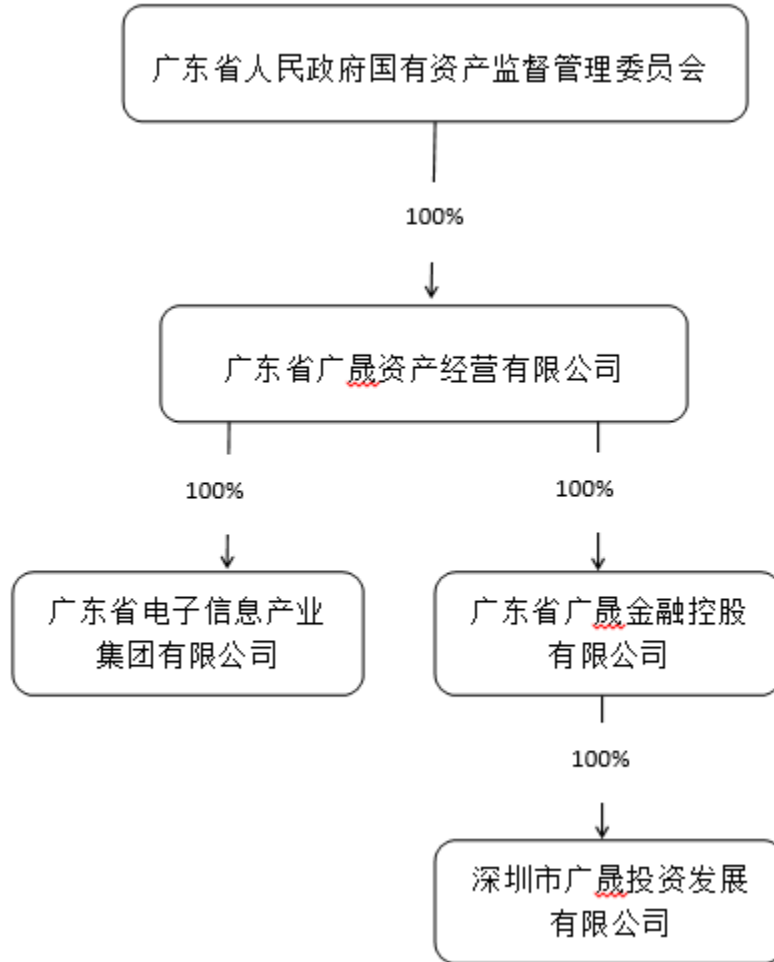 广东省人民政府国有资产监督管理委员会
100%
广东省广晟资产经营有限公司
100%
100%
广东省电子信息产业
集团有限公司
广东省广晟金融控股
有限公司
100%
深圳市广晟投资发展
有限公司